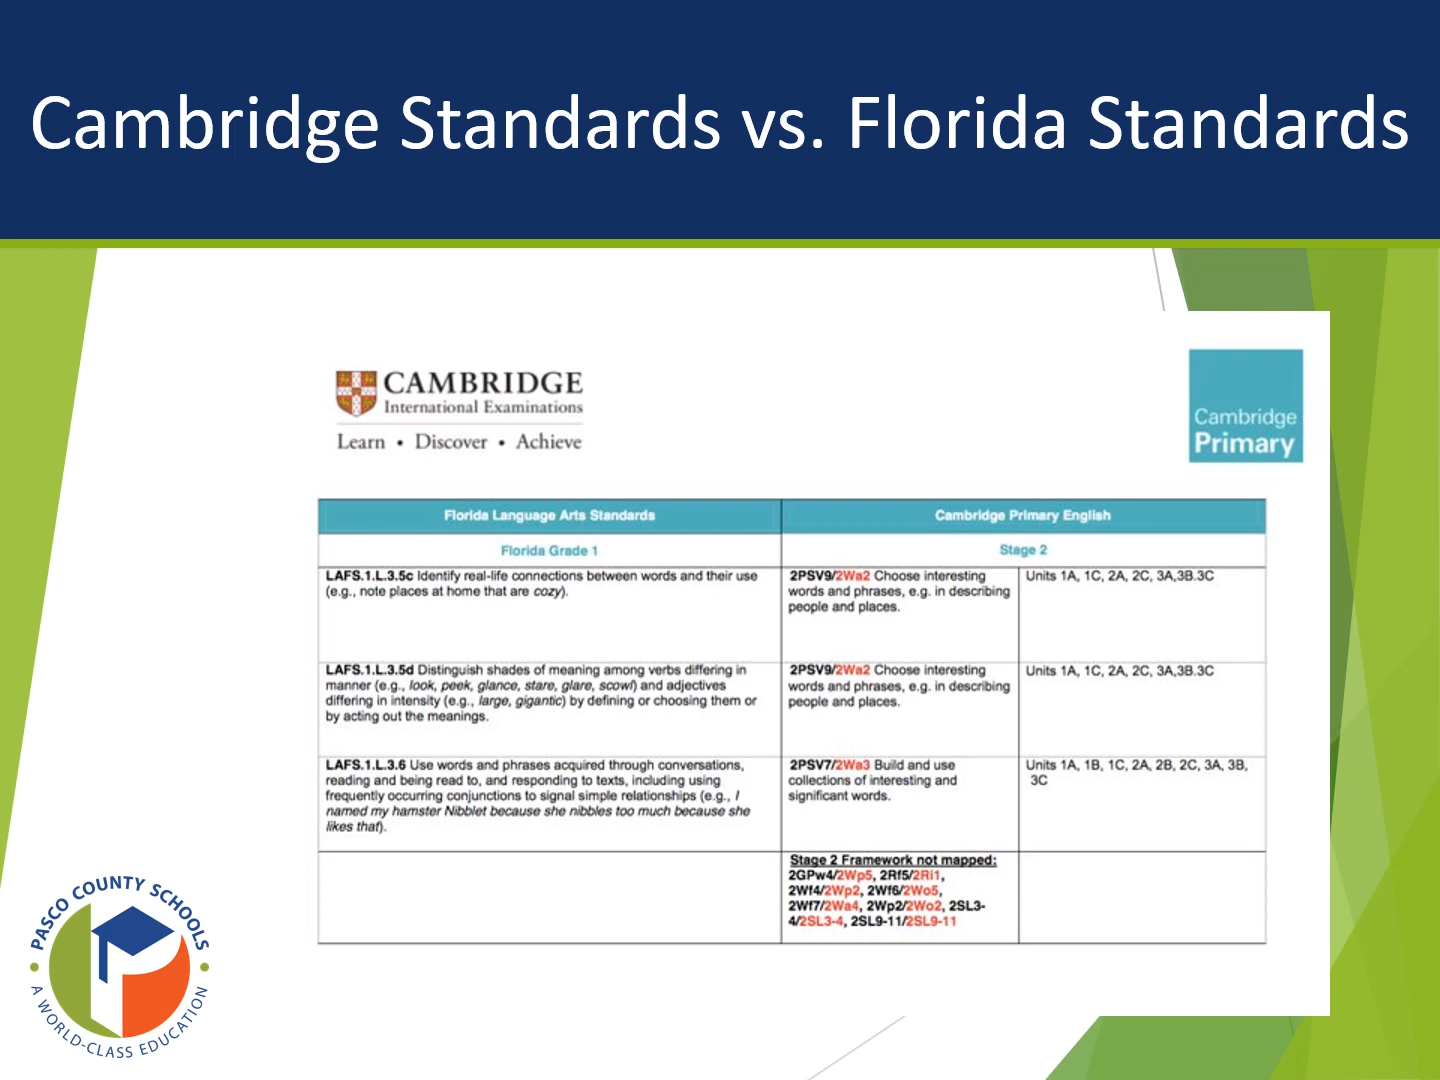 Cambridge Standards vs. Florida Standards
CAMBRIDGE
International Examinations
Learn • Discover • Achieve
Cambridge
Primary
Florida Language Arts Standards
Cambridge Primary English
Florida Grade 1
Stage 2
LAFS.1.L.3.5c Identify real-life connections between words and their use
(e.g., note places at home that are cozy).
2PSV9/2Wa2 Choose interesting
words and phrases, e.g. in describing
people and places.
Units 1A, 1C, 2A, 2C, 3A,3B.3C
LAFS.1.L.3.5d Distinguish shades of meaning among verbs differing in
manner (e.g., look, peek, glance, stare, glare, scowl) and adjectives
differing in intensity (e.g., large, gigantic) by defining or choosing them or
by acting out the meanings.
2PSV9/2Wa2 Choose interesting
words and phrases, e.g. in describing
people and places.
Units 1A, 1C, 2A, 2C, 3A,3B.3C
LAFS.1.L.3.6 Use words and phrases acquired through conversations,
reading and being read to, and responding to texts, including using
frequently occurring conjunctions to signal simple relationships (e.g., I
named my hamster Nibblet because she nibbles too much because she
likes that).
2PSV7/2Wa3 Build and use
collections of interesting and
significant words.
Units 1A, 1B, 1C, 2A, 2B, 2C, 3A, 3B,
3C
Stage 2 Framework not mapped:
2GPw4/2Wp5, 2Rf5/2Ri1,
2Wf4/2Wp2, 2Wf6/2Wo5,
2Wf7/2Wa4, 2Wp2/2Wo2, 2SL3-
4/2SL3-4, 2SL9-11/2SL9-11
PASCO COUNTY SCHOOLS
A WORLD-CLASS EDUCATION